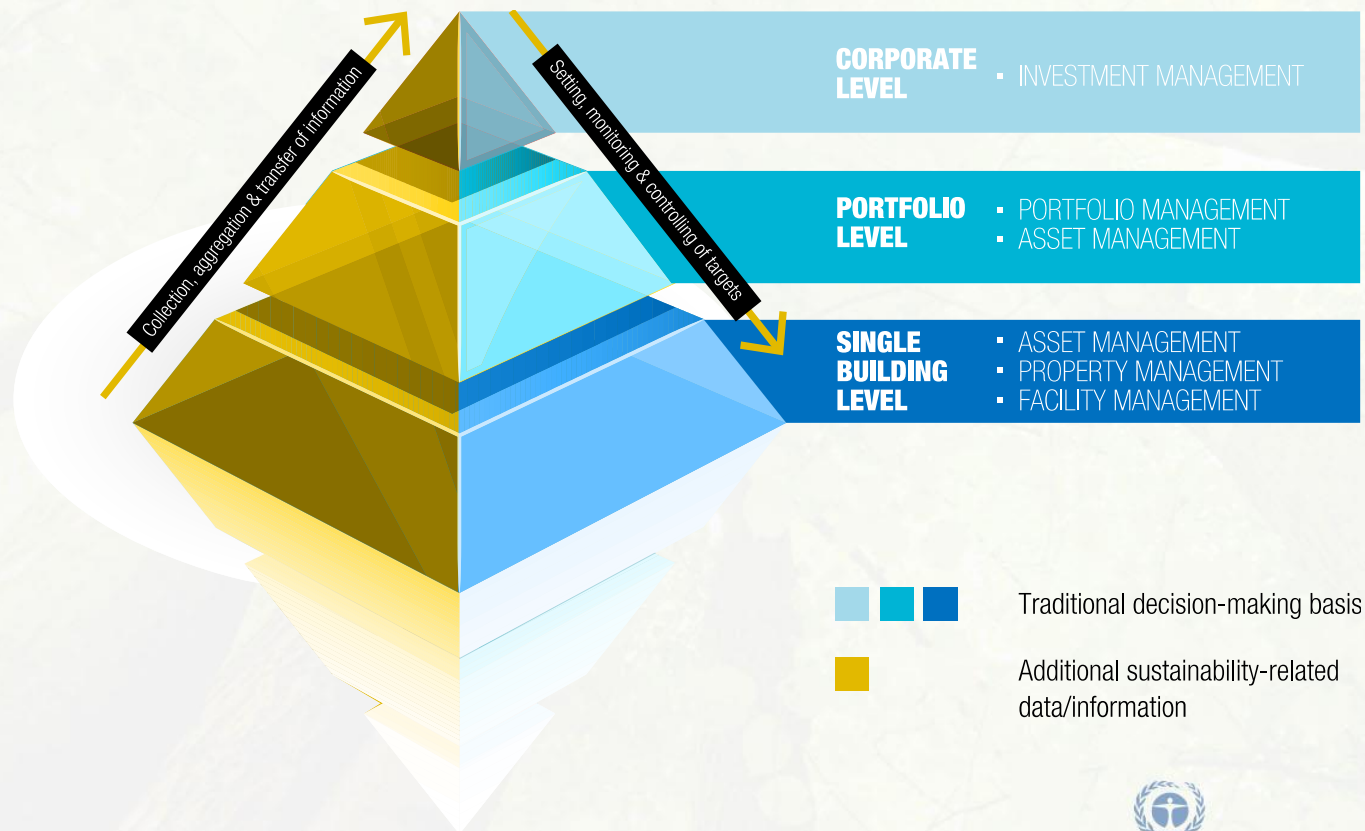 Collection, aggregation & transfer of information
Setting, monitoring & controlling of targets
CORPORATE
LEVEL
▪ INVESTMENT MANAGEMENT
PORTFOLIO
LEVEL
▪ PORTFOLIO MANAGEMENT
▪ ASSET MANAGEMENT
SINGLE
BUILDING
LEVEL
▪ ASSET MANAGEMENT
▪ PROPERTY MANAGEMENT
▪ FACILITY MANAGEMENT
Traditional decision-making basis
Additional sustainability-related
data/information